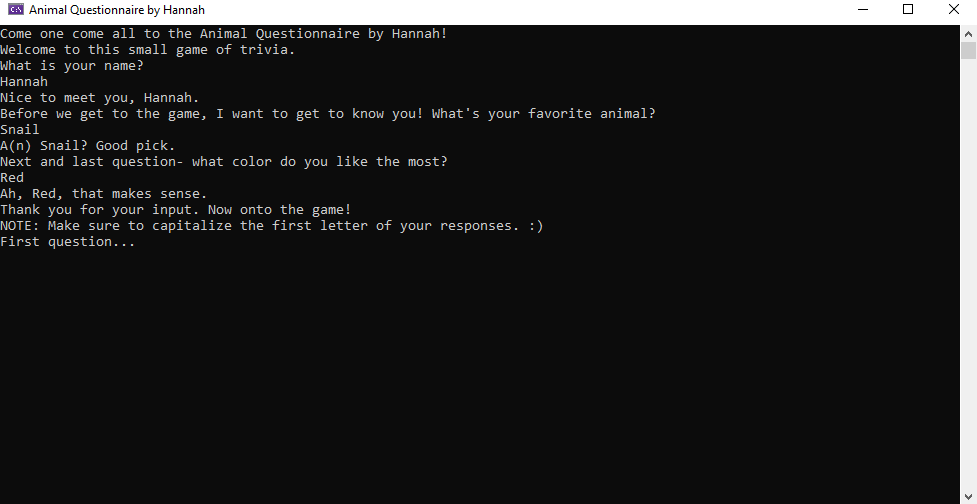 Animal Questionnaire by Hannah
Come one come all to the Animal Questionnaire by Hannah!
Welcome to this small game of trivia.
What is your name?
Hannah
Nice to meet you, Hannah.
Before we get to the game, I want to get to know you! What's your favorite animal?
Snail
A(n) Snail? Good pick.
Next and last question- what color do you like the most?
Red
Ah, Red, that makes sense.
Thank you for your input. Now onto the game!
NOTE: Make sure to capitalize the first letter of your responses. :)
First question...